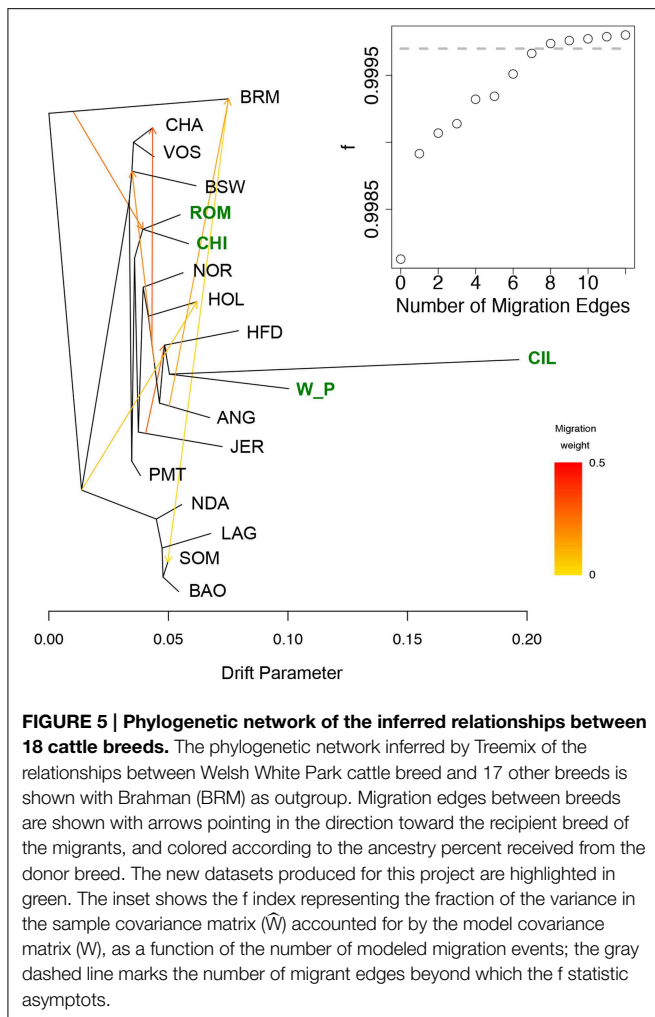 BRM
CHA
VOS
BSW
ROM
CHI
NOR
HOL
HFD
CIL
W_P
ANG
JER
PMT
NDA
LAG
SOM
BAO
0.00 0.05 0.10 0.15 0.20
Drift Parameter
f
0.9995
0.9985
0 2 4 6 8 10
Number of Migration Edges
Migration
weight
0.5
0
FIGURE 5 | Phylogenetic network of the inferred relationships between
18 cattle breeds. The phylogenetic network inferred by Treemix of the
relationships between Welsh White Park cattle breed and 17 other breeds is
shown with Brahman (BRM) as outgroup. Migration edges between breeds
are shown with arrows pointing in the direction toward the recipient breed of
the migrants, and colored according to the ancestry percent received from the
donor breed. The new datasets produced for this project are highlighted in
green. The inset shows the f index representing the fraction of the variance in
the sample covariance matrix (Ŵ) accounted for by the model covariance
matrix (W), as a function of the number of modeled migration events; the gray
dashed line marks the number of migrant edges beyond which the f statistic
asymptots.